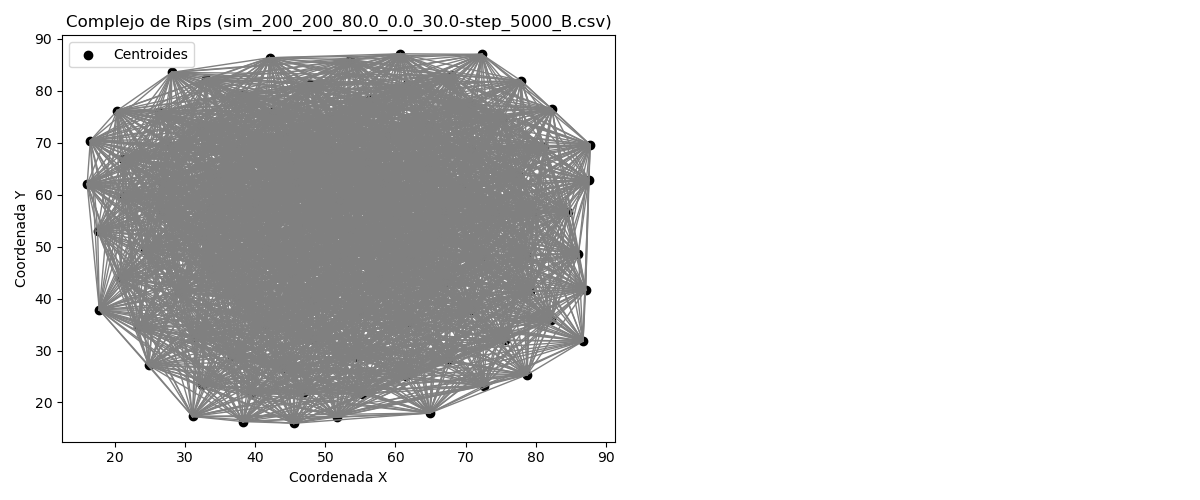 Complejo de Rips (sim_200_200_80.0_0.0_30.0-step_5000_B.csv)
Centroides
90
80
70
60
50
40
30
20
Coordenada Y
20 30 40 50 60 70 80 90
Coordenada X